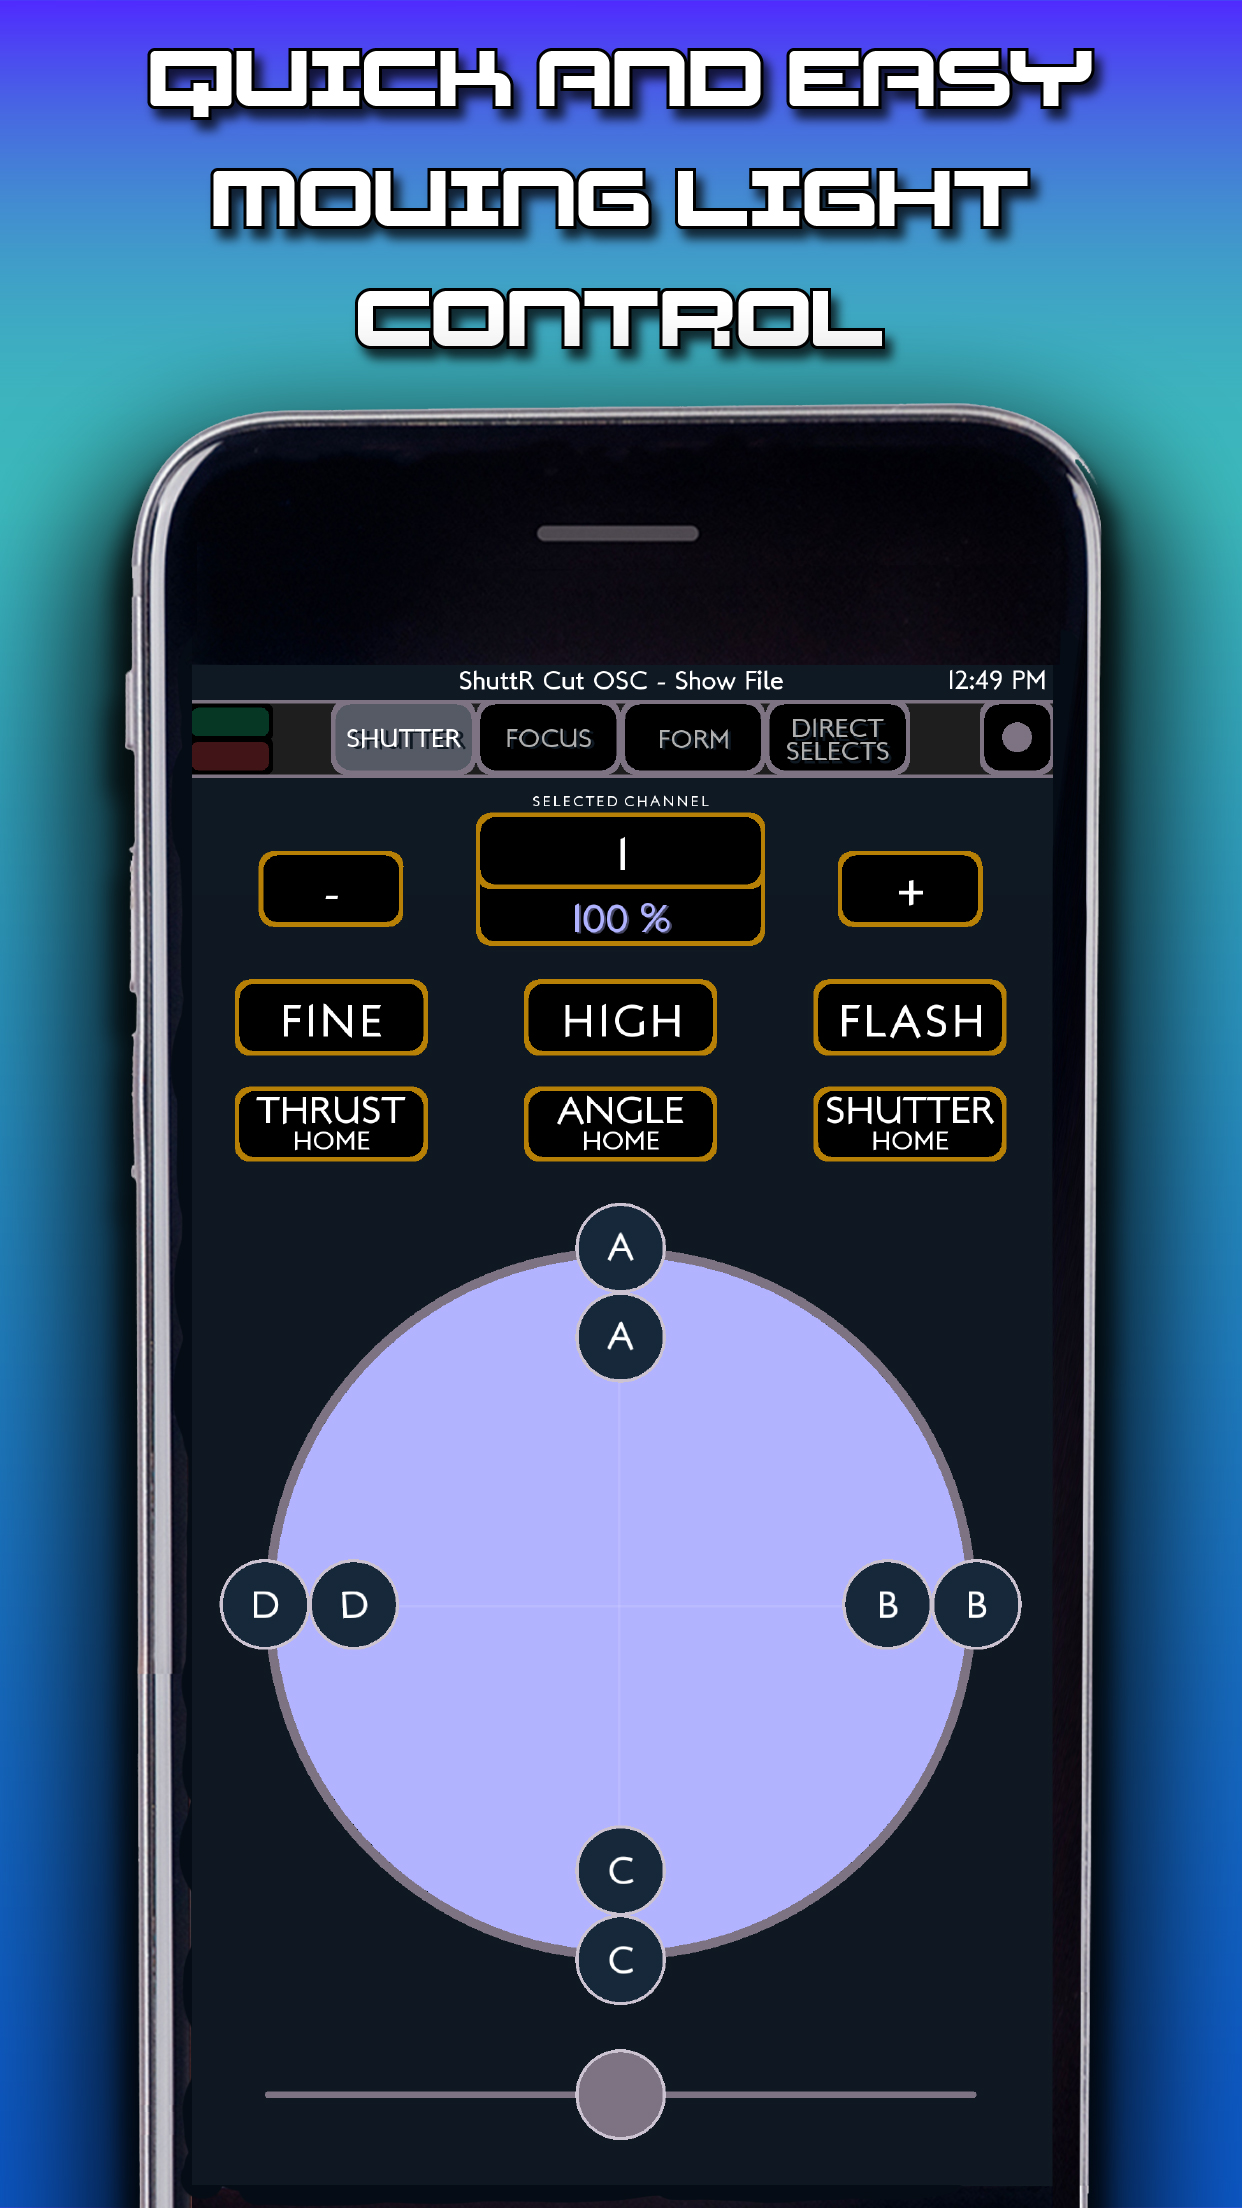 QUICK AND EASY
MOVING LIGHT
CONTROL
ShuttR Cut OSC - Show File
12:49 PM
SHUTTER
FOCUS
FORM
DIRECT
SELECTS
SELECTED CHANNEL
-
1
+
100 %
FINE
HIGH
FLASH
THRUST
HOME
ANGLE
HOME
SHUTTER
HOME
A
A
D
D
B
B
C
C